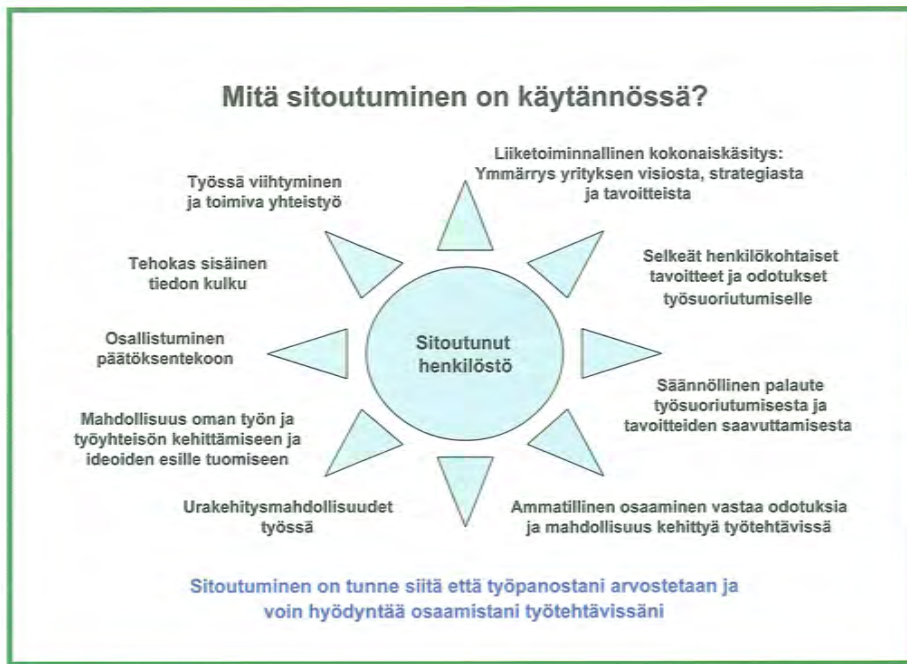 Mitä sitoutuminen on käytännössä?
Liiketoiminnallinen kokonaiskäsitys:
Ymmärrys yrityksen visiosta, strategiasta
ja tavoitteista
Selkeät henkilökohtaiset
tavoitteet ja odotukset
työsuoriutumiselle
Säännöllinen palaute
työsuoriutumisesta ja
tavoitteiden saavuttamisesta
Ammatillinen osaaminen vastaa odotuksia
ja mahdollisuus kehittyä työtehtävissä
Urakehitysmahdollisuudet
työssä
Mahdollisuus oman työn ja
työyhteisön kehittämiseen ja
ideoiden esille tuomiseen
Osallistuminen
päätöksentekoon
Tehokas sisäinen
tiedon kulku
Työssä viihtyminen
ja toimiva yhteistyö
Sitoutunut
henkilöstö
Sitoutuminen on tunne siitä että työpanostani arvostetaan ja
voin hyödyntää osaamistani työtehtävissäni